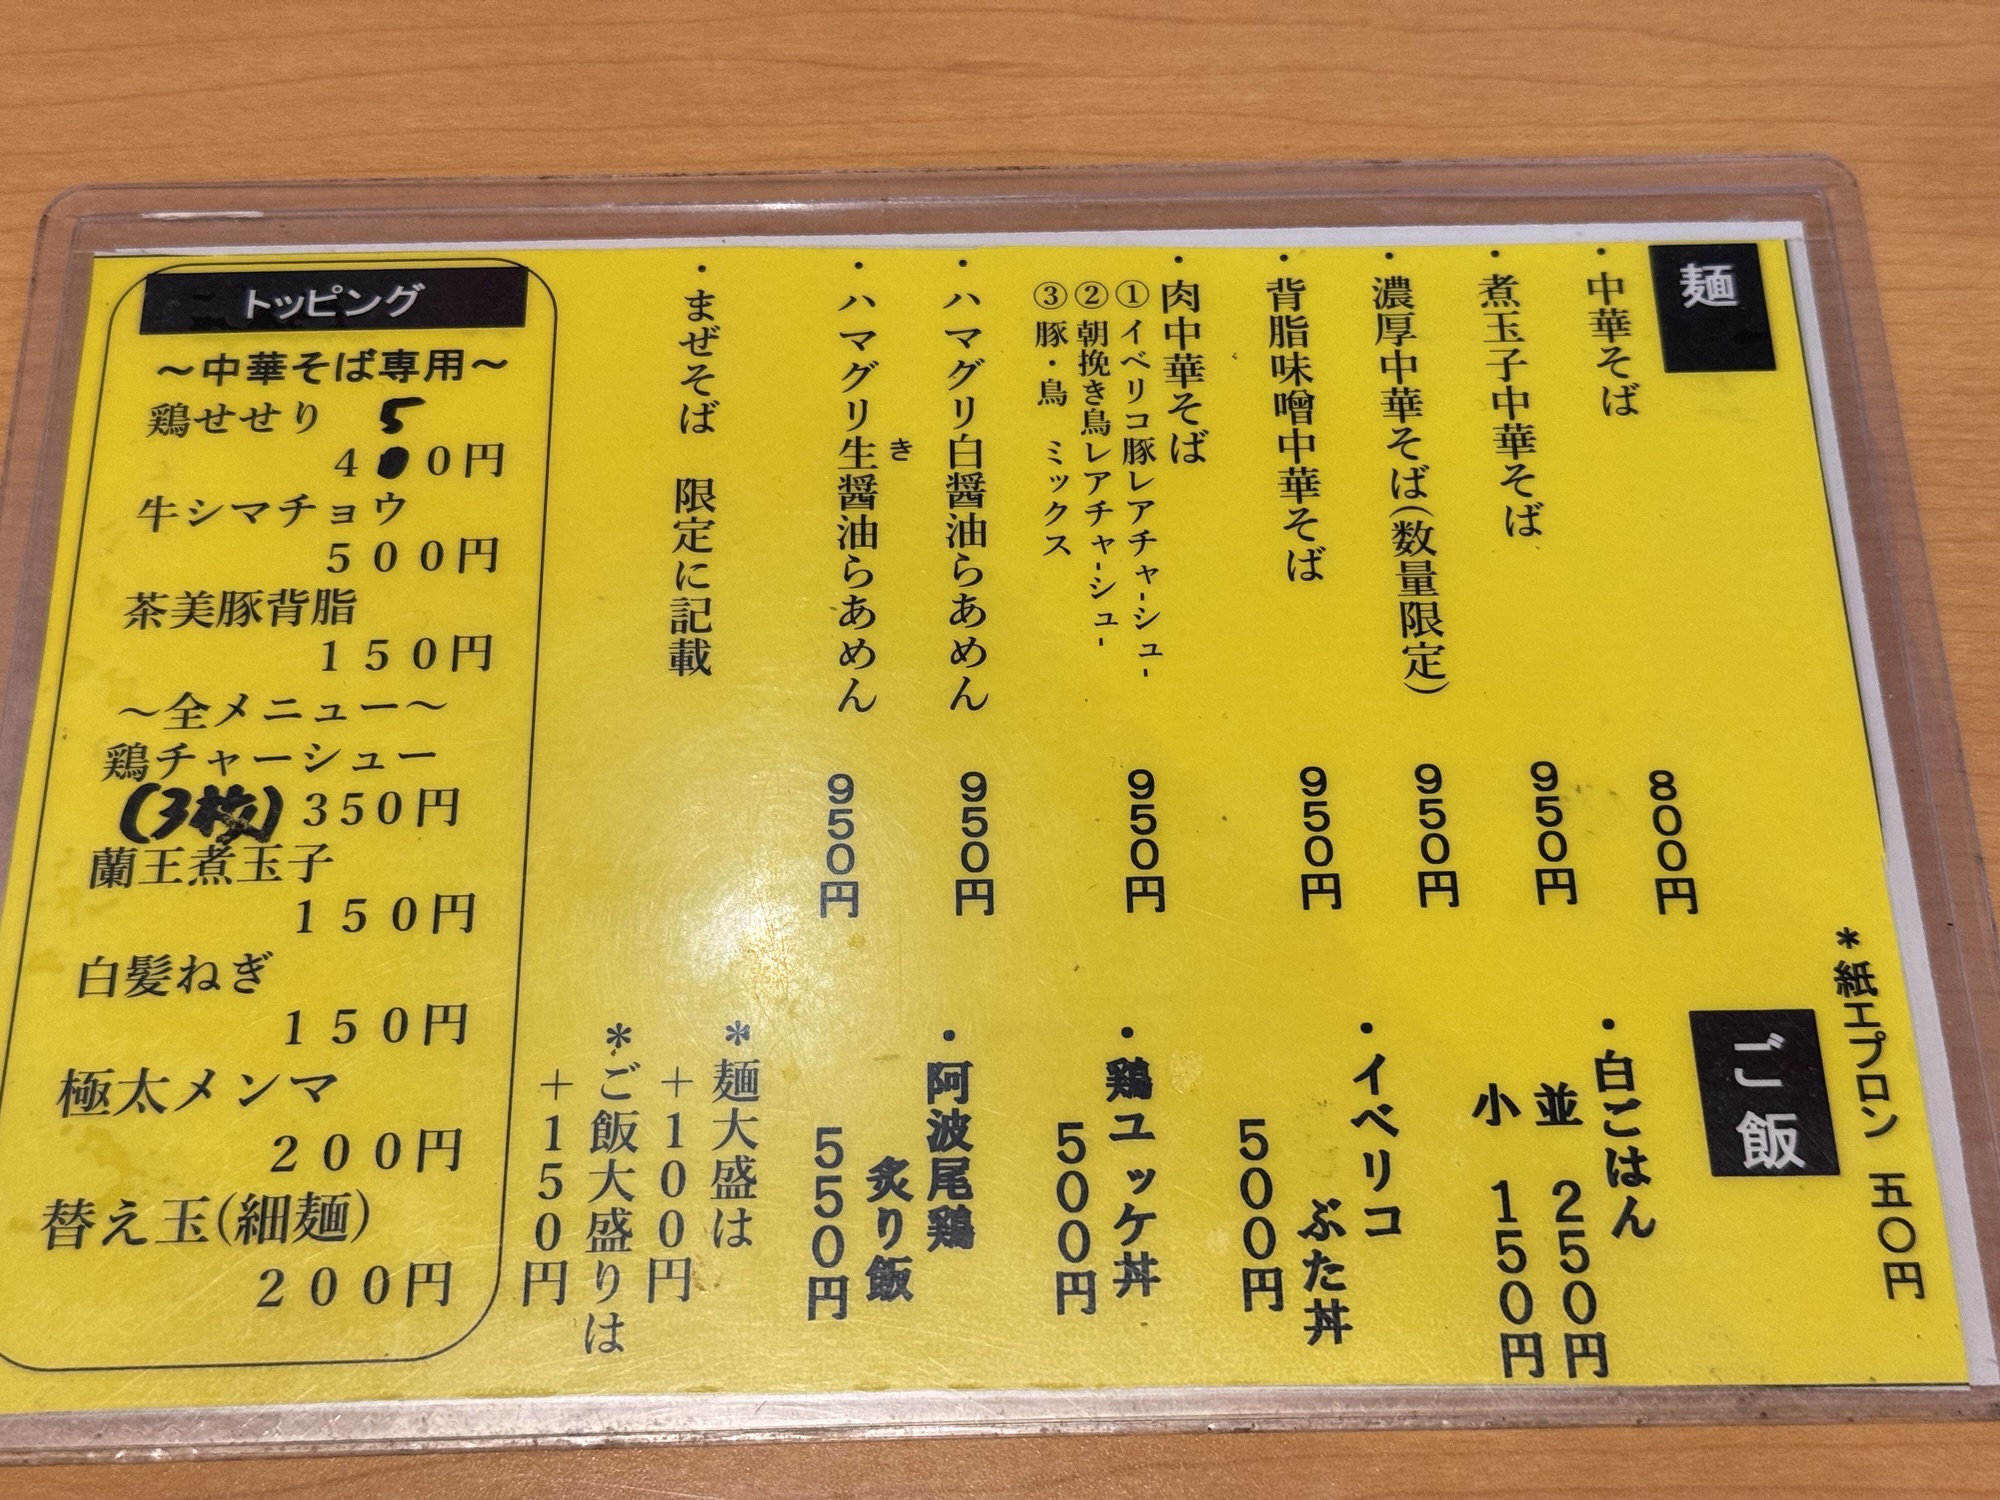 麺
・中華そば 800円
・煮玉子中華そば 950円
・濃厚中華そば(数量限定) 950円
・背脂味噌中華そば 950円
・肉中華そば 950円
①イベリコ豚レアチャーシュー
②朝挽き鳥レアチャーシュー
③豚・鳥 ミックス
・ハマグリ白醤油らあめん 950円
・ハマグリ生醤油らあめん 950円
き
・まぜそば 限定に記載
*紙エプロン 五〇円
ご飯
・白ごはん
並 250円
小 150円
・イベリコ
ぶた丼
500円
・鶏ユッケ丼
500円
・阿波尾鶏
炙り飯
550円
*麺大盛は
+100円
*ご飯大盛りは
+150円
トッピング
~中華そば専用~
鶏せせり
5
4 0円
牛シマチョウ
500円
茶美豚背脂
150円
~全メニュー~
鶏チャーシュー
(3枚) 350円
蘭王煮玉子
150円
白髪ねぎ
150円
極太メンマ
200円
替え玉(細麺)
200円